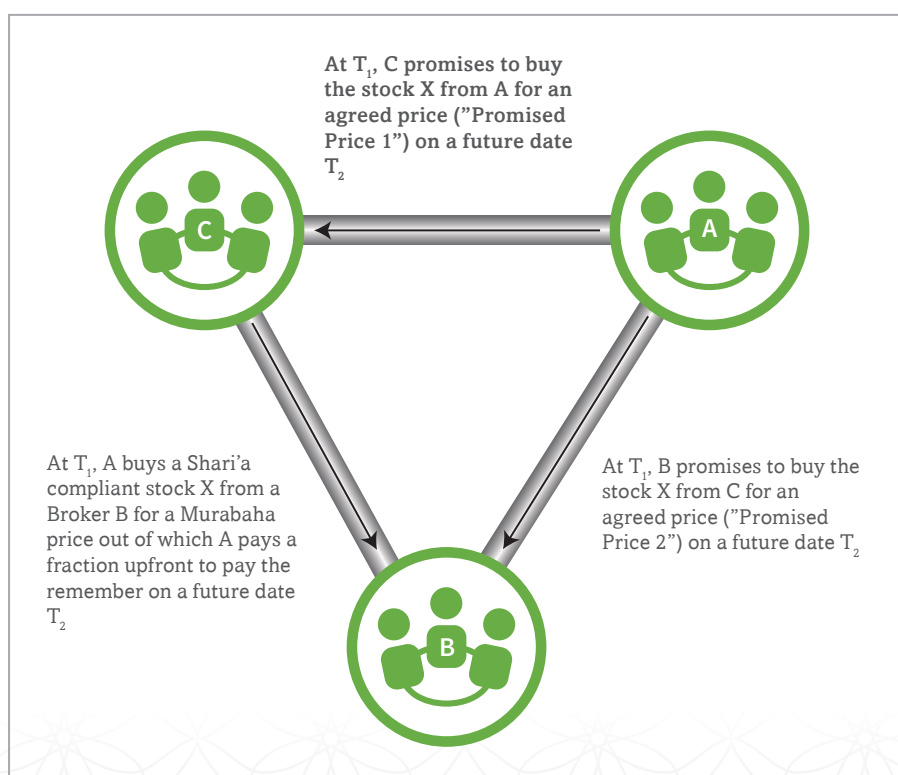 At T₁, C promises to buy
the stock X from A for an
agreed price ("Promised
Price 1") on a future date
T₂
C
A
At T₁, A buys a Shari'a
compliant stock X from a
Broker B for a Murabaha
price out of which A pays a
fraction upfront to pay the
remember on a future date
T₂
At T₁, B promises to buy the
stock X from C for an
agreed price ("Promised
Price 2") on a future date T₂
B